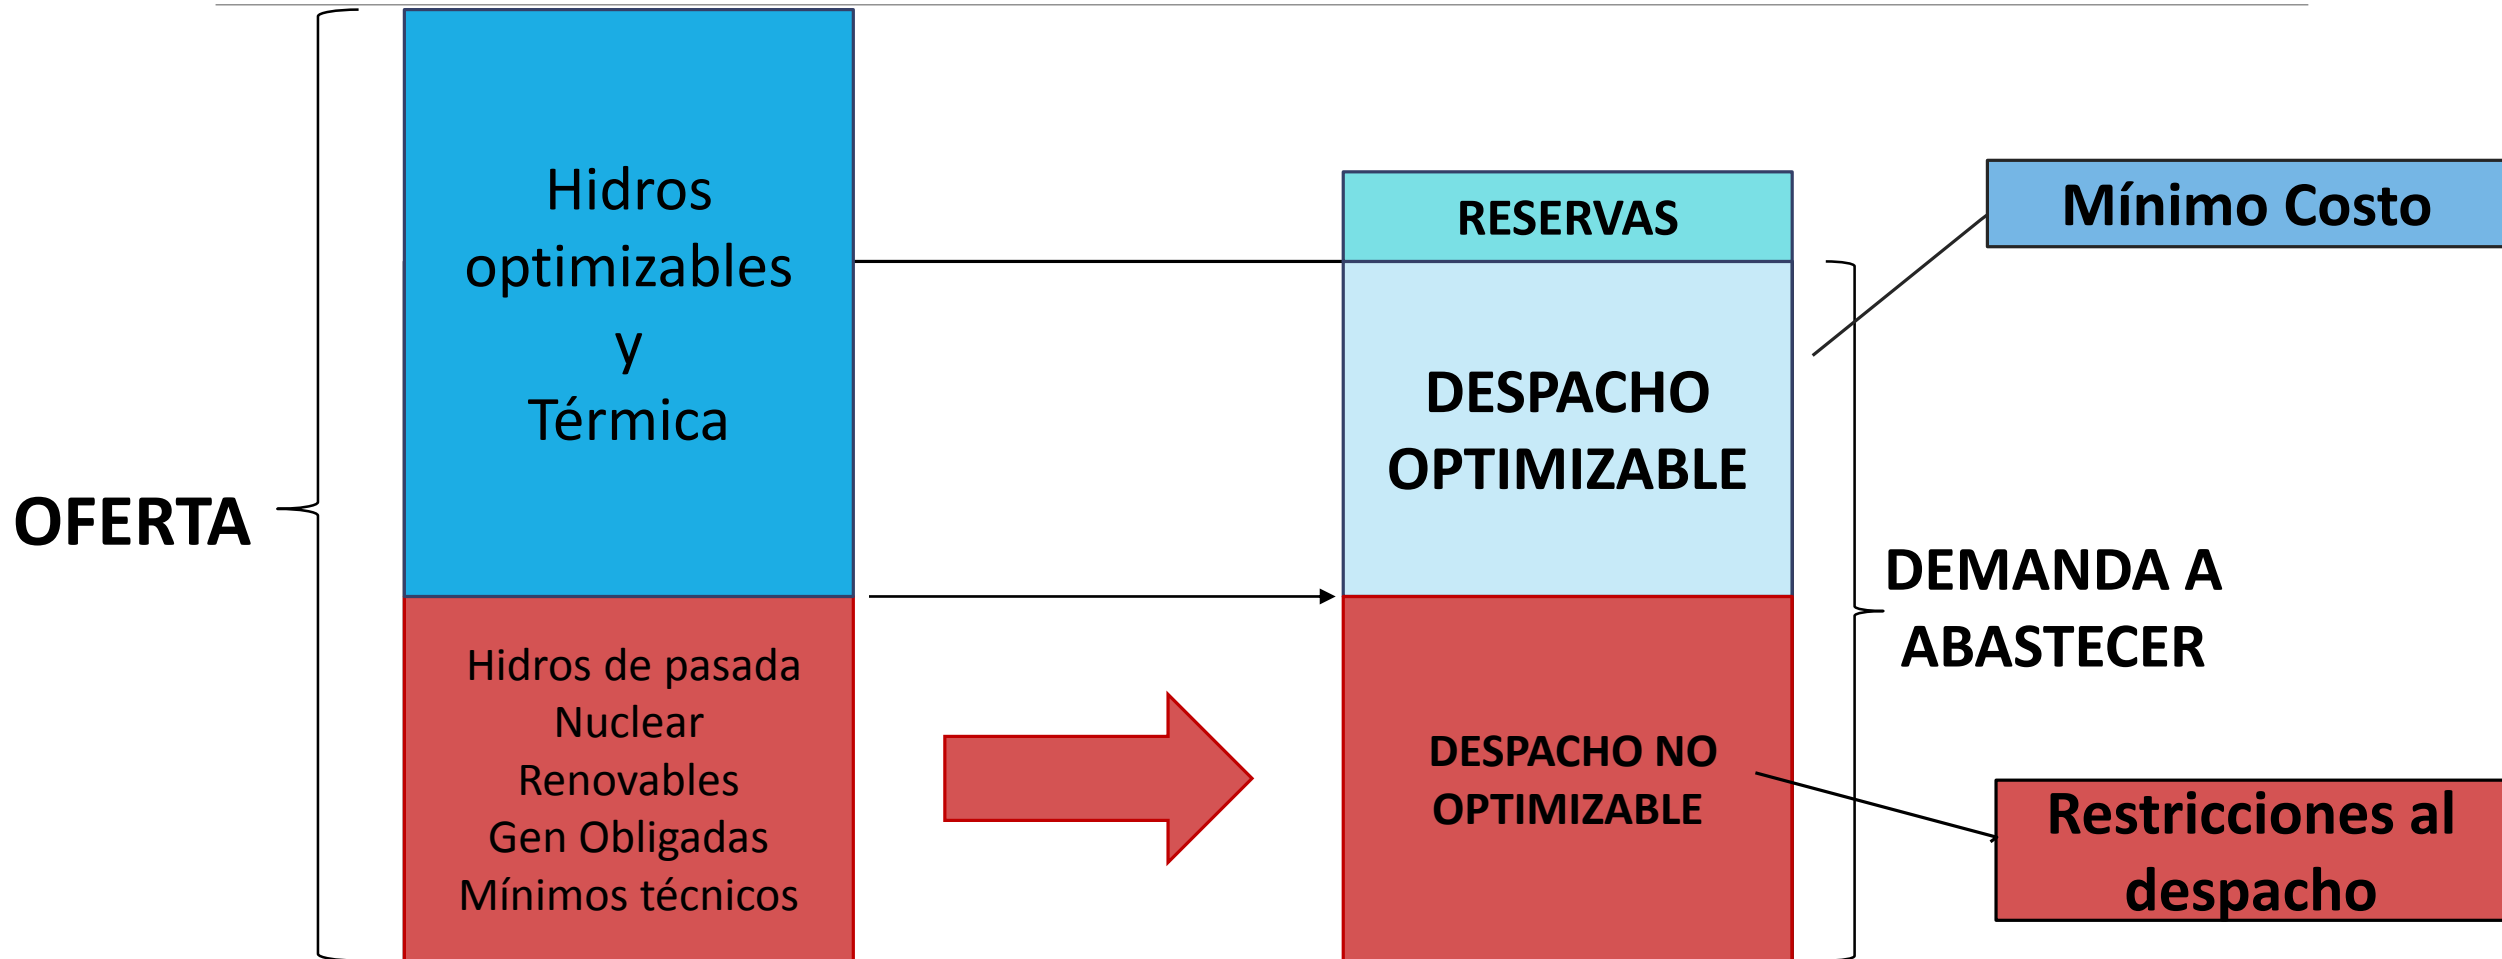 OFERTA
Hidros
optimizables
y
Térmica
Hidros de pasada
Nuclear
Renovables
Gen Obligadas
Mínimos técnicos
RESERVAS
DESPACHO
OPTIMIZABLE
DESPACHO NO
OPTIMIZABLE
Mínimo Costo
DEMANDA A
ABASTECER
Restricciones al
despacho